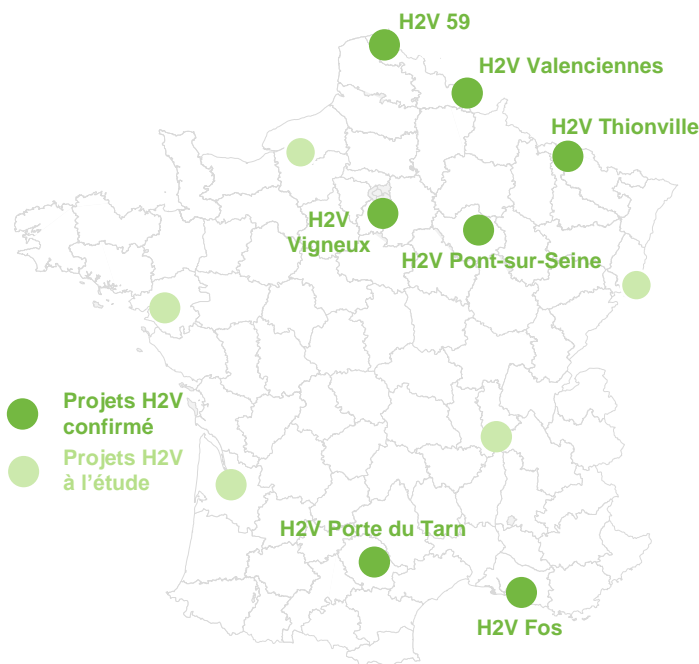 H2V 59
H2V Valenciennes
H2V Thionville
H2V
Vigneux
H2V Pont-sur-Seine
Projets H2V
confirmé
Projets H2V
à l'étude
H2V Porte du Tarn
H2V Fos